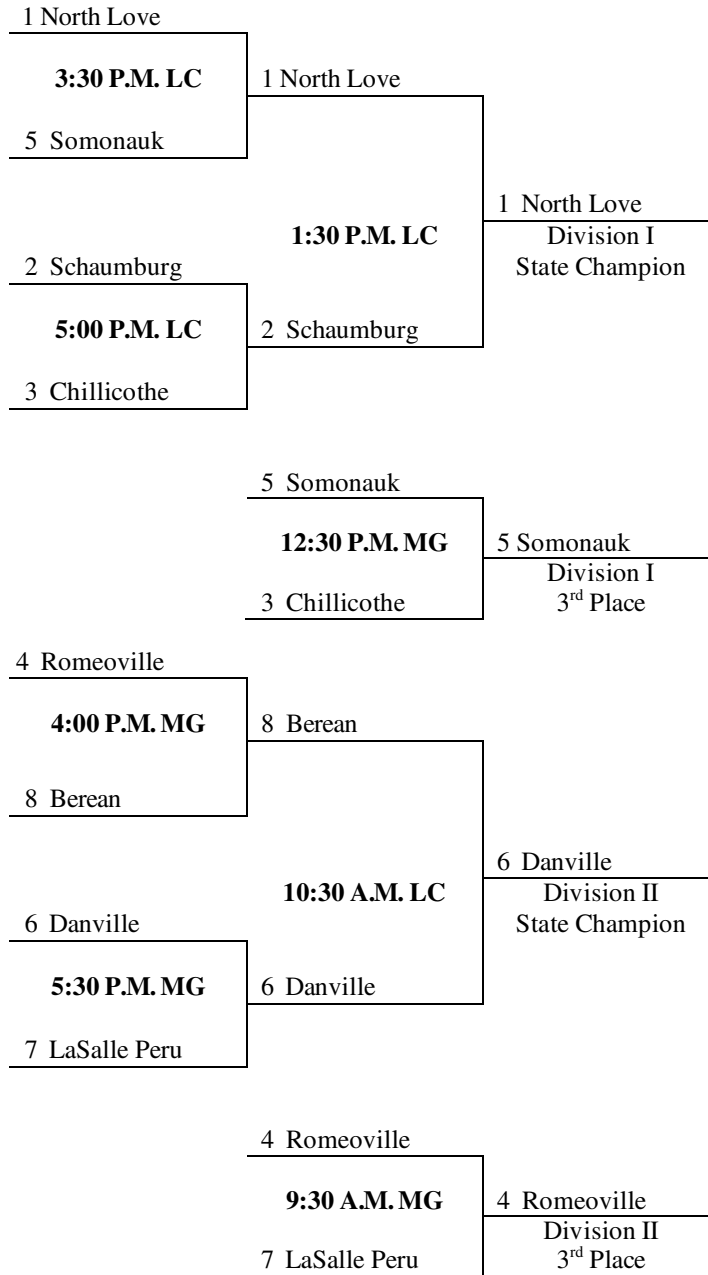 1 North Love
3:30 P.M. LC
1 North Love
5 Somonauk
1 North Love
1:30 P.M. LC
Division I
2 Schaumburg
State Champion
5:00 P.M. LC
2 Schaumburg
3 Chillicothe
5 Somonauk
12:30 P.M. MG
5 Somonauk
Division I
3 Chillicothe
3rd Place
4 Romeoville
4:00 P.M. MG
8 Berean
8 Berean
6 Danville
10:30 A.M. LC
Division II
6 Danville
State Champion
5:30 P.M. MG
6 Danville
7 LaSalle Peru
4 Romeoville
9:30 A.M. MG
4 Romeoville
Division II
7 LaSalle Peru
3rd Place